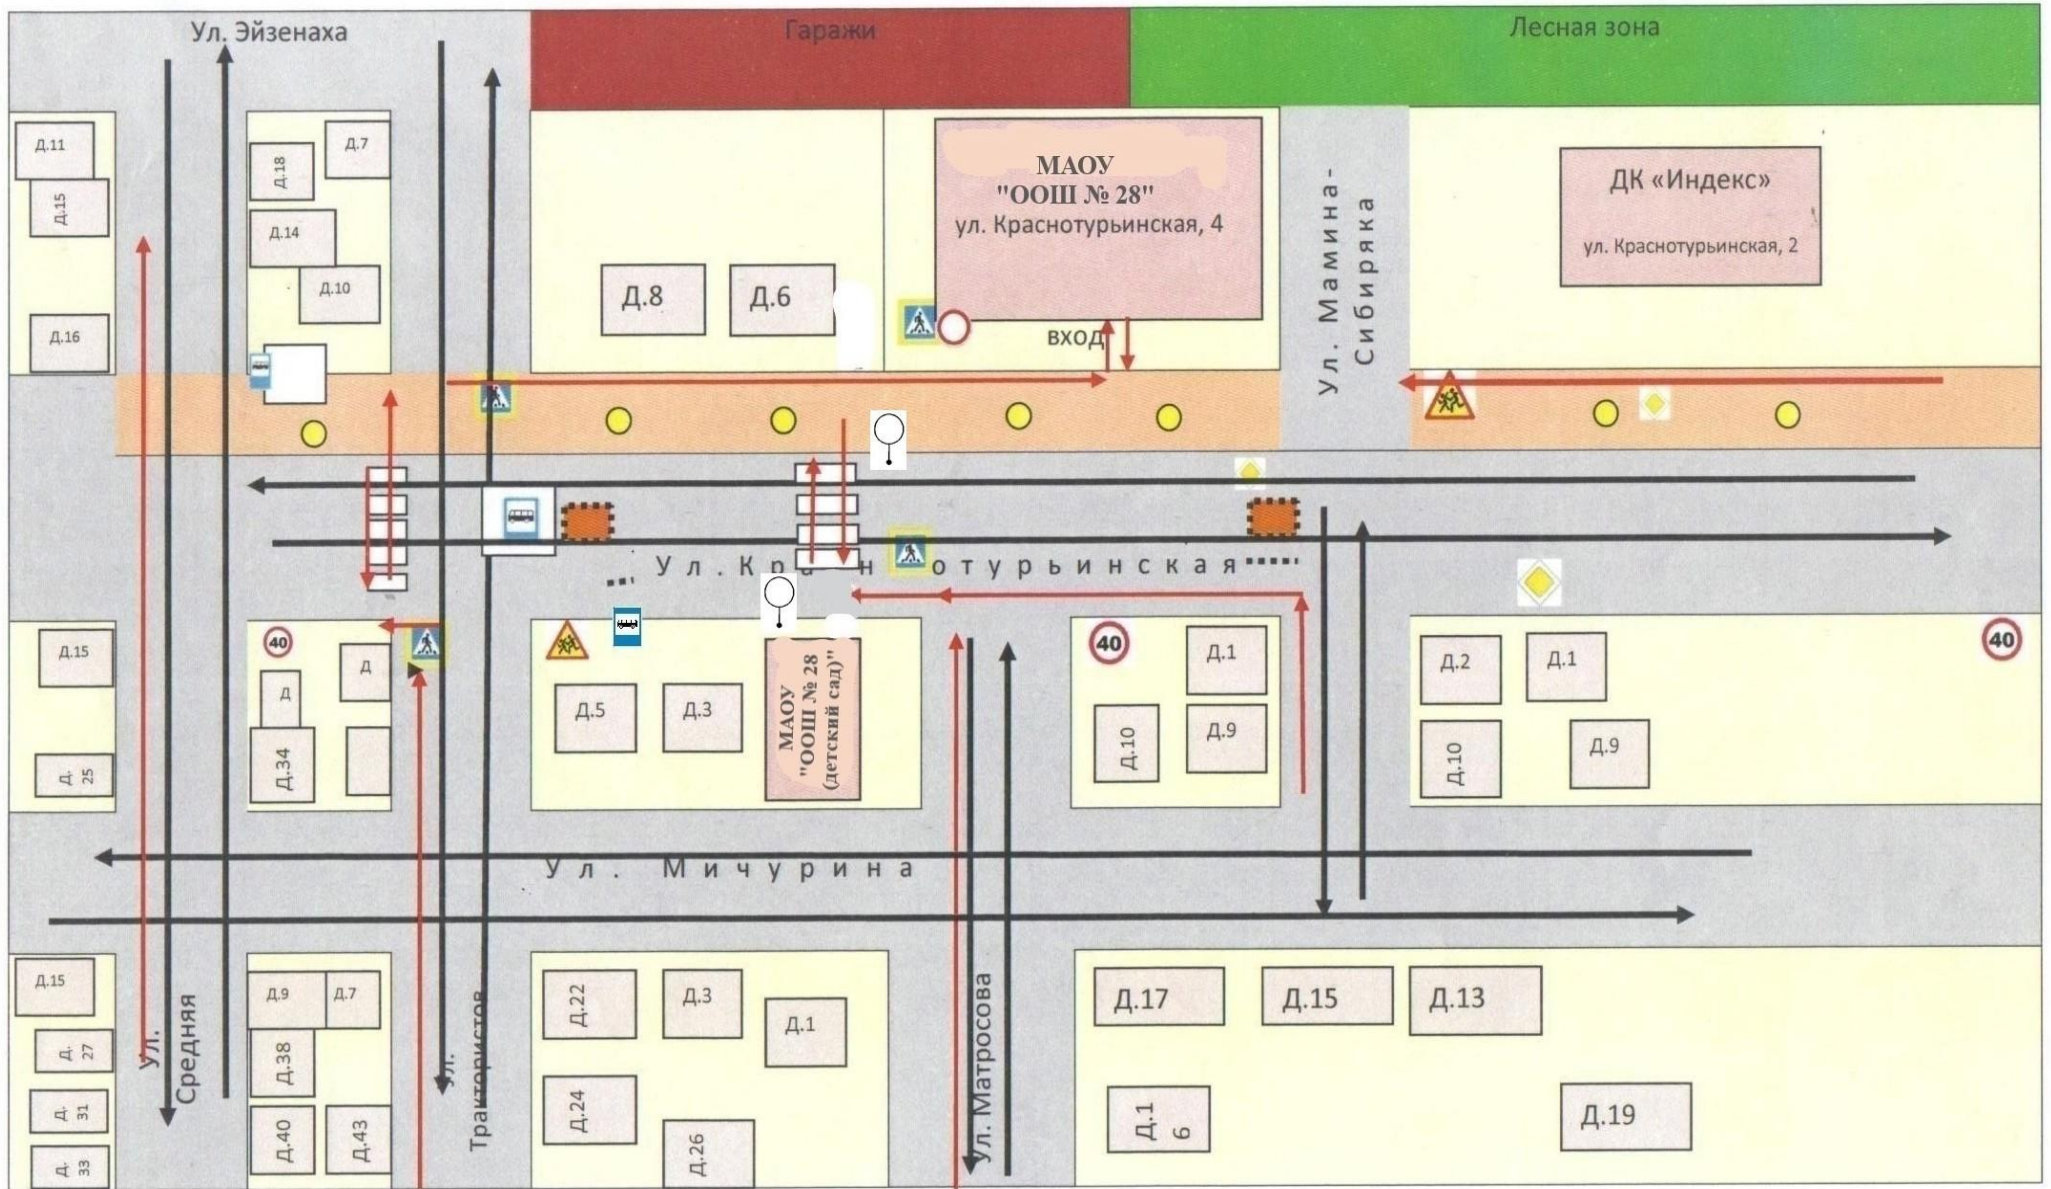 Ул. Эйзенаха
Гаражи
Лесная зона
Д.11
Д.15
Д.16
Д.18
Д.7
Д.14
Д.10
Д.8
Д.6
МАОУ
"ООШ № 28"
ул. Краснотурьинская, 4
вход
Ул. Мамина-
Сибиряка
ДК «Индекс»
ул. Краснотурьинская, 2
Ул.Кра н отурьинская
Д.15
Д. 25
40
Д
Д
Д.34
Д.5
Д.3
МАОУ
"ООШ № 28
(детский сад)"
40
Д.1
Д.10
Д.9
Д.2
Д.1
Д.10
Д.9
40
Ул. Мичурина
Д.15
Д. 27
Д. 31
Д. 33
Ул.
Средняя
Д.9
Д.7
Д.38
Д.40
Д.43
Ул.
Трактористов
Д.22
Д.3
Д.1
Д.24
Д.26
Ул. Матросова
Д.17
Д.15
Д.13
Д.1
6
Д.19